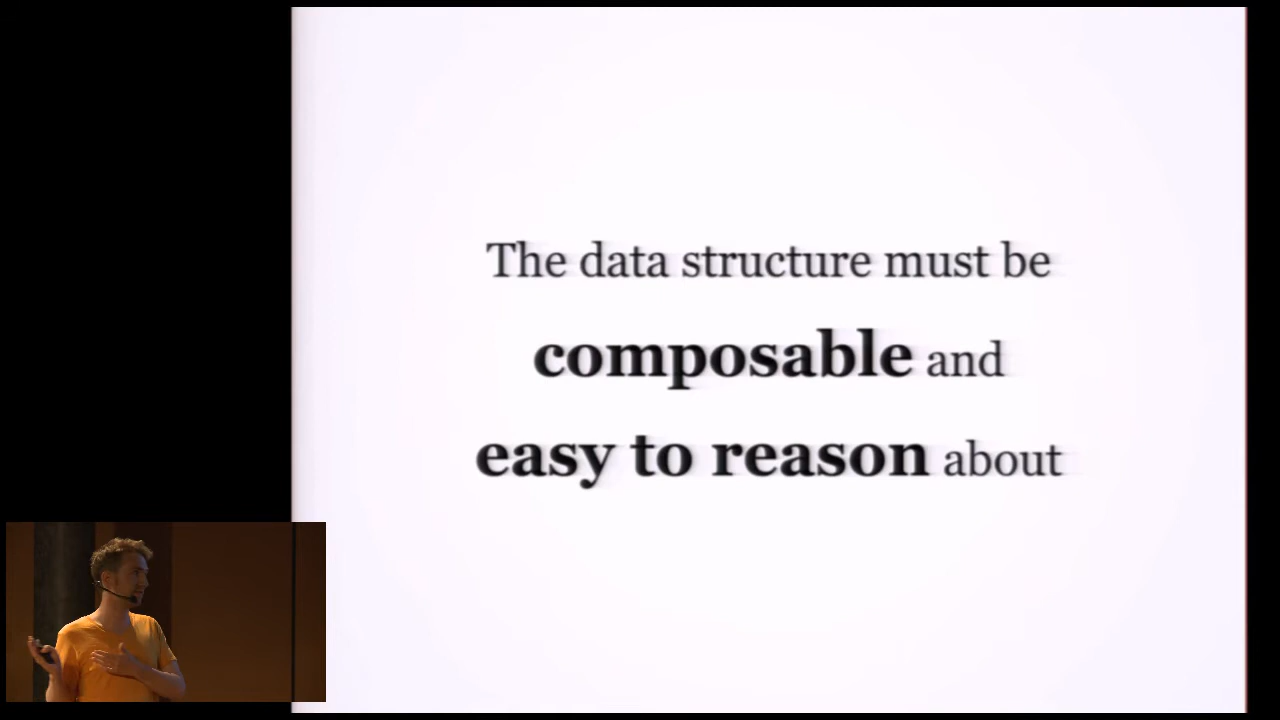 The data structure must be
composable and
easy to reason about